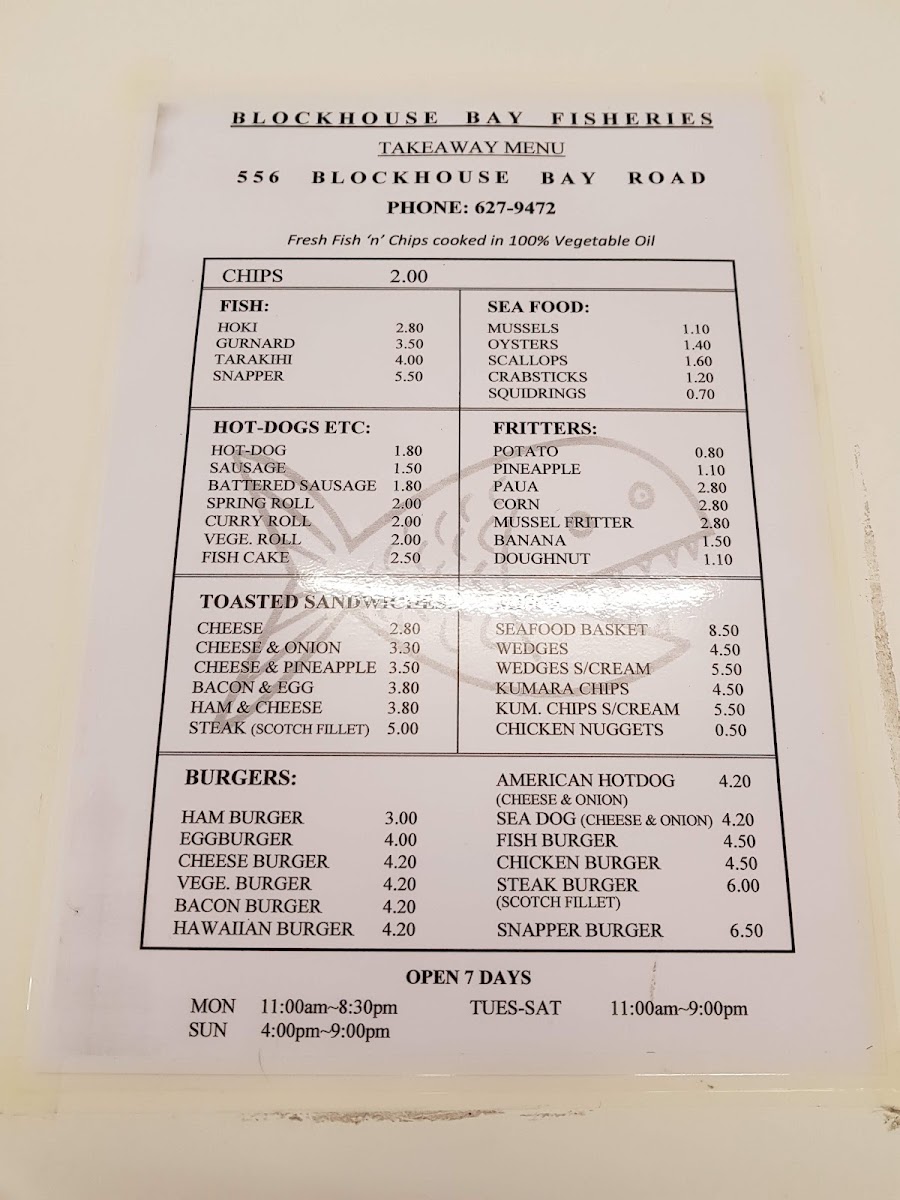 BLOCKHOUSE BAY FISHERIES
TAKEAWAY MENU
556 BLOCKHOUSE BAY ROAD
PHONE: 627-9472
Fresh Fish ‘n’ Chips cooked in 100% Vegetable Oil
CHIPS 2.00
FISH:
HOKI 2.80
GURNARD 3.50
TARAKIHI 4.00
SNAPPER 5.50
SEA FOOD:
MUSSELS 1.10
OYSTERS 1.40
SCALLOPS 1.60
CRABSTICKS 1.20
SQUIDRINGS 0.70
HOT-DOGS ETC:
HOT-DOG 1.80
SAUSAGE 1.50
BATTERED SAUSAGE 1.80
SPRING ROLL 2.00
CURRY ROLL 2.00
VEGE. ROLL 2.00
FISH CAKE 2.50
FRITTERS:
POTATO 0.80
PINEAPPLE 1.10
PAUA 2.80
CORN 2.80
MUSSEL FRITTER 2.80
BANANA 1.50
DOUGHNUT 1.10
TOASTED SANDWICHES:
CHEESE 2.80
CHEESE & ONION 3.30
CHEESE & PINEAPPLE 3.50
BACON & EGG 3.80
HAM & CHEESE 3.80
STEAK (SCOTCH FILLET) 5.00
SEAFOOD BASKET 8.50
WEDGES 4.50
WEDGES S/CREAM 5.50
KUMARA CHIPS 4.50
KUM. CHIPS S/CREAM 5.50
CHICKEN NUGGETS 0.50
BURGERS:
HAM BURGER 3.00
EGGBURGER 4.00
CHEESE BURGER 4.20
VEGE. BURGER 4.20
BACON BURGER 4.20
HAWAIIAN BURGER 4.20
AMERICAN HOTDOG 4.20
(CHEESE & ONION)
SEA DOG (CHEESE & ONION) 4.20
FISH BURGER 4.50
CHICKEN BURGER 4.50
STEAK BURGER 6.00
(SCOTCH FILLET)
SNAPPER BURGER 6.50
OPEN 7 DAYS
MON 11:00am~8:30pm TUES-SAT 11:00am~9:00pm
SUN 4:00pm~9:00pm